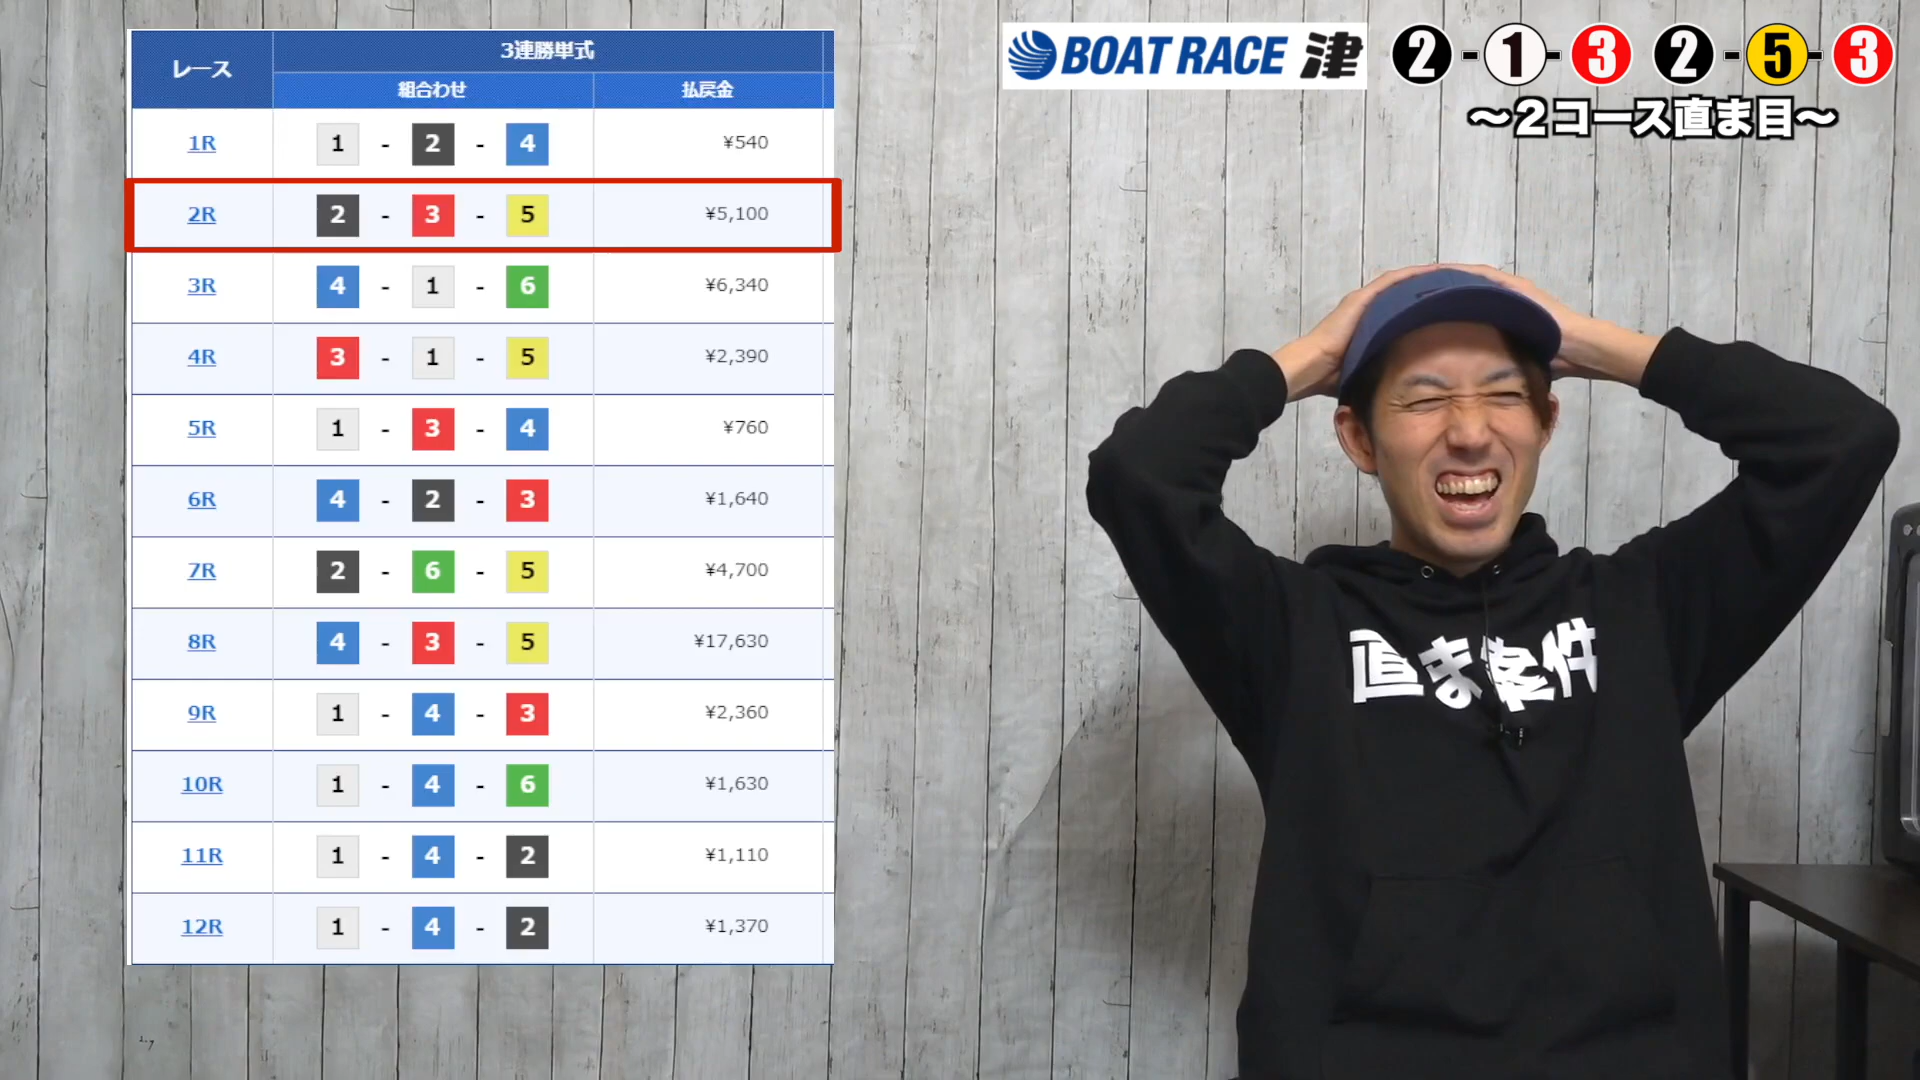 レース 3連勝単式
組合わせ 払戻金
1R 1 - 2 - 4 ¥540
2R 2 - 3 - 5 ¥5,100
3R 4 - 1 - 6 ¥6,340
4R 3 - 1 - 5 ¥2,390
5R 1 - 3 - 4 ¥760
6R 4 - 2 - 3 ¥1,640
7R 2 - 6 - 5 ¥4,700
8R 4 - 3 - 5 ¥17,630
9R 1 - 4 - 3 ¥2,360
10R 1 - 4 - 6 ¥1,630
11R 1 - 4 - 2 ¥1,110
12R 1 - 4 - 2 ¥1,370
BOAT RACE 津
2-1-3 2-5-3
〜2コース直ま目〜
直ま案件